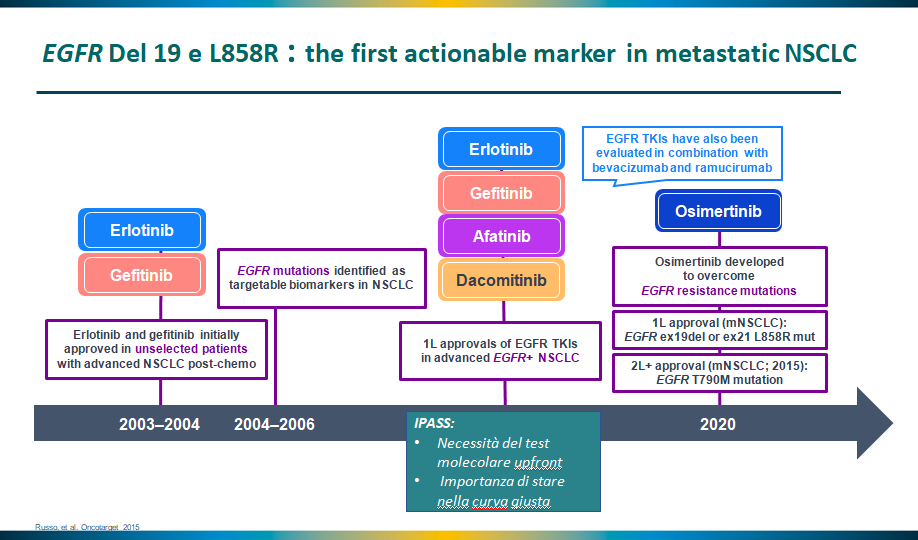 EGFR Del 19 e L858R : the first actionable marker in metastatic NSCLC
Erlotinib
Gefitinib
Erlotinib and gefitinib initially
approved in unselected patients
with advanced NSCLC post-chemo
2003–2004
EGFR mutations identified as
targetable biomarkers in NSCLC
2004–2006
Erlotinib
Gefitinib
Afatinib
Dacomitinib
1L approvals of EGFR TKIs
in advanced EGFR+ NSCLC
IPASS:
• Necessità del test
molecolare upfront
• Importanza di stare
nella curva giusta
EGFR TKIs have also been
evaluated in combination with
bevacizumab and ramucirumab
Osimertinib
Osimertinib developed
to overcome
EGFR resistance mutations
1L approval (mNSCLC):
EGFR ex19del or ex21 L858R mut
2L+ approval (mNSCLC; 2015):
EGFR T790M mutation
2020
Russo, et al. Oncotarget 2015